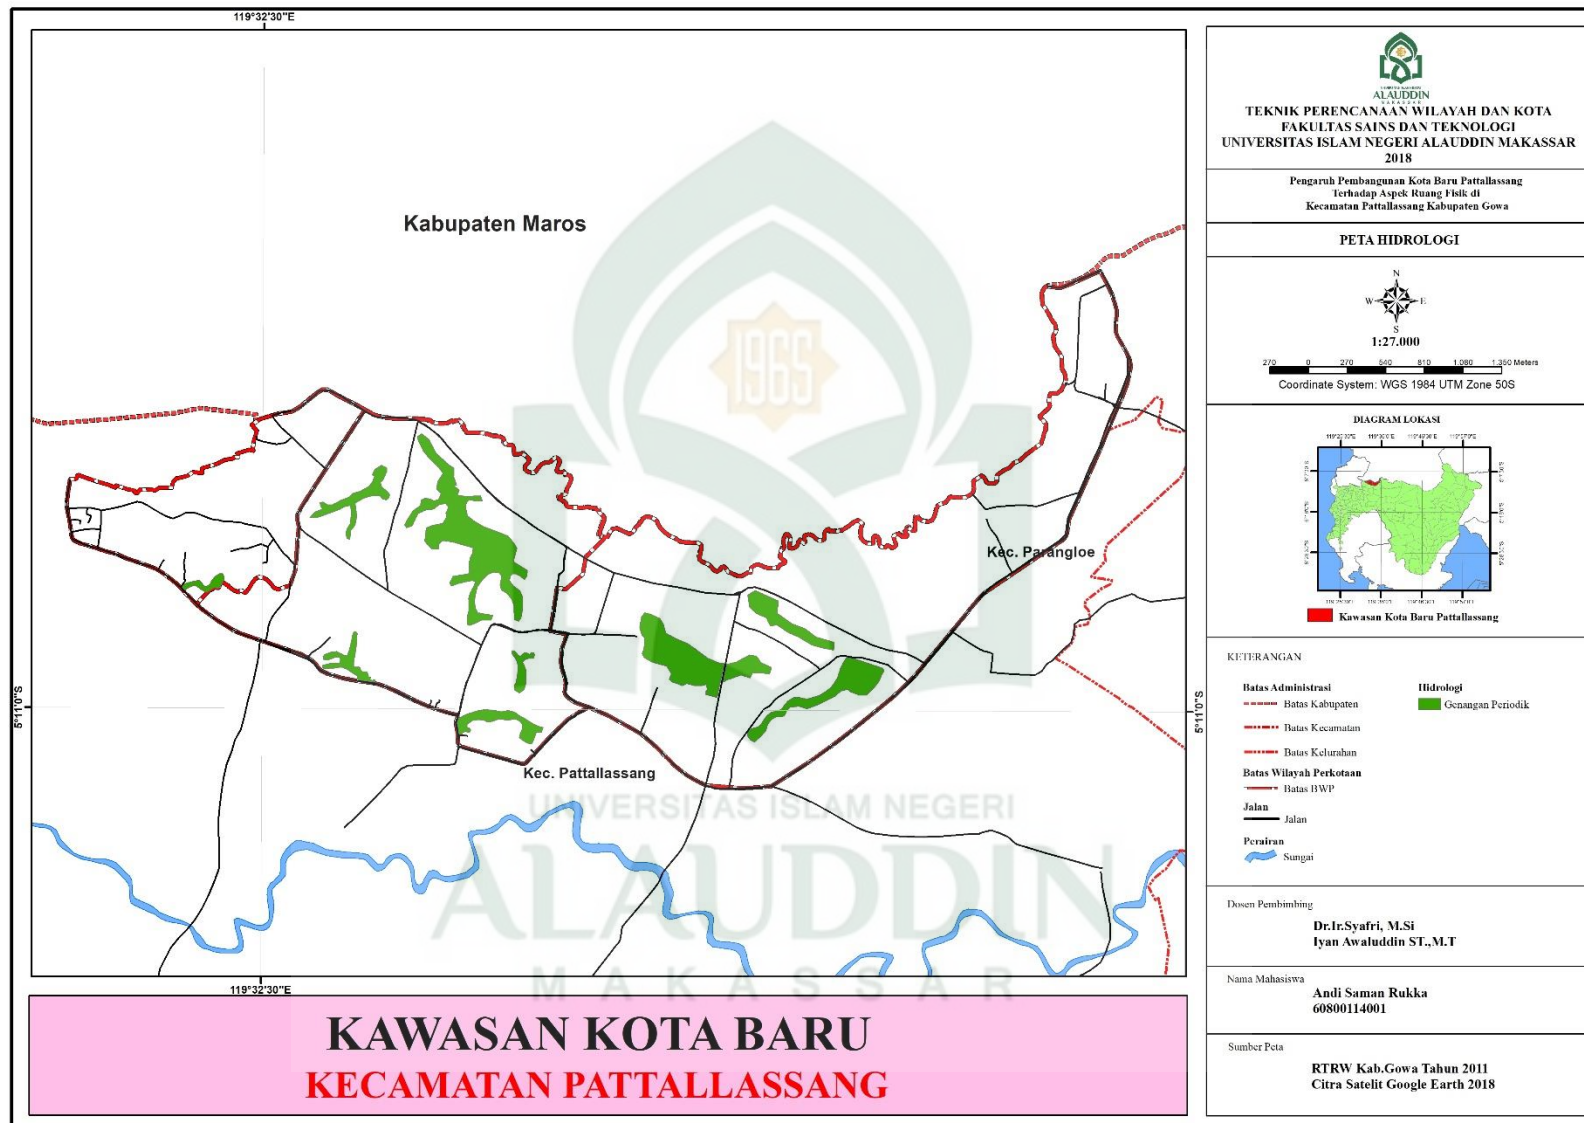 119°32'30"E
Kabupaten Maros
1965
Kec. Parangloe
Kec. Pattallassang
5°11'0"S
5°11'0"S
UNIVERSITAS ISLAM NEGERI
ALAUDDIN
MAKASSAR
119°32'30"E
KAWASAN KOTA BARU
KECAMATAN PATTALLASSANG
ALAUDDIN
MAKASSAR
TEKNIK PERENCANAAN WILAYAH DAN KOTA
FAKULTAS SAINS DAN TEKNOLOGI
UNIVERSITAS ISLAM NEGERI ALAUDDIN MAKASSAR
2018
Pengaruh Pembangunan Kota Baru Pattallassang
Terhadap Aspek Ruang Fisik di
Kecamatan Pattallassang Kabupaten Gowa
PETA HIDROLOGI
N
W E
S
1:27.000
270 0 270 540 810 1.080 1.350 Meters
Coordinate System: WGS 1984 UTM Zone 50S
DIAGRAM LOKASI
Kawasan Kota Baru Pattallassang
KETERANGAN
Batas Administrasi
Batas Kabupaten
Batas Kecamatan
Batas Kelurahan
Batas Wilayah Perkotaan
Batas BWP
Jalan
Jalan
Perairan
Sungai
Hidrologi
Genangan Periodik
Dosen Pembimbing
Dr.Ir.Syafri, M.Si
Iyan Awaluddin ST.,M.T
Nama Mahasiswa
Andi Saman Rukka
60800114001
Sumber Peta
RTRW Kab.Gowa Tahun 2011
Citra Satelit Google Earth 2018